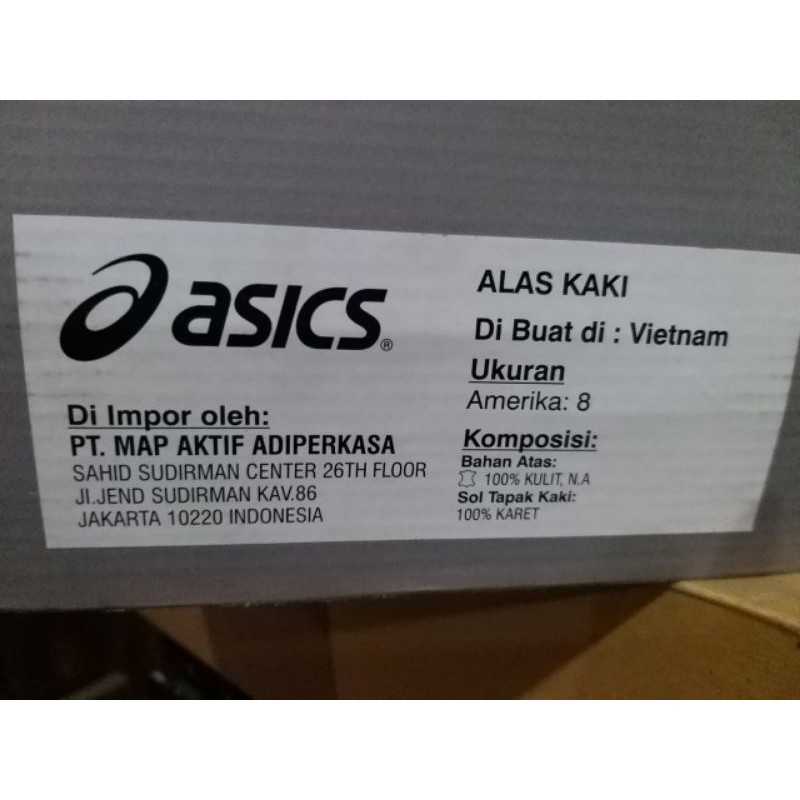 asics®
Di Impor oleh:
PT. MAP AKTIF ADIPERKASA
SAHID SUDIRMAN CENTER 26TH FLOOR
Jl.JEND SUDIRMAN KAV.86
JAKARTA 10220 INDONESIA
ALAS KAKI
Di Buat di : Vietnam
Ukuran
Amerika: 8
Komposisi:
Bahan Atas:
100% KULIT, N.A
Sol Tapak Kaki:
100% KARET